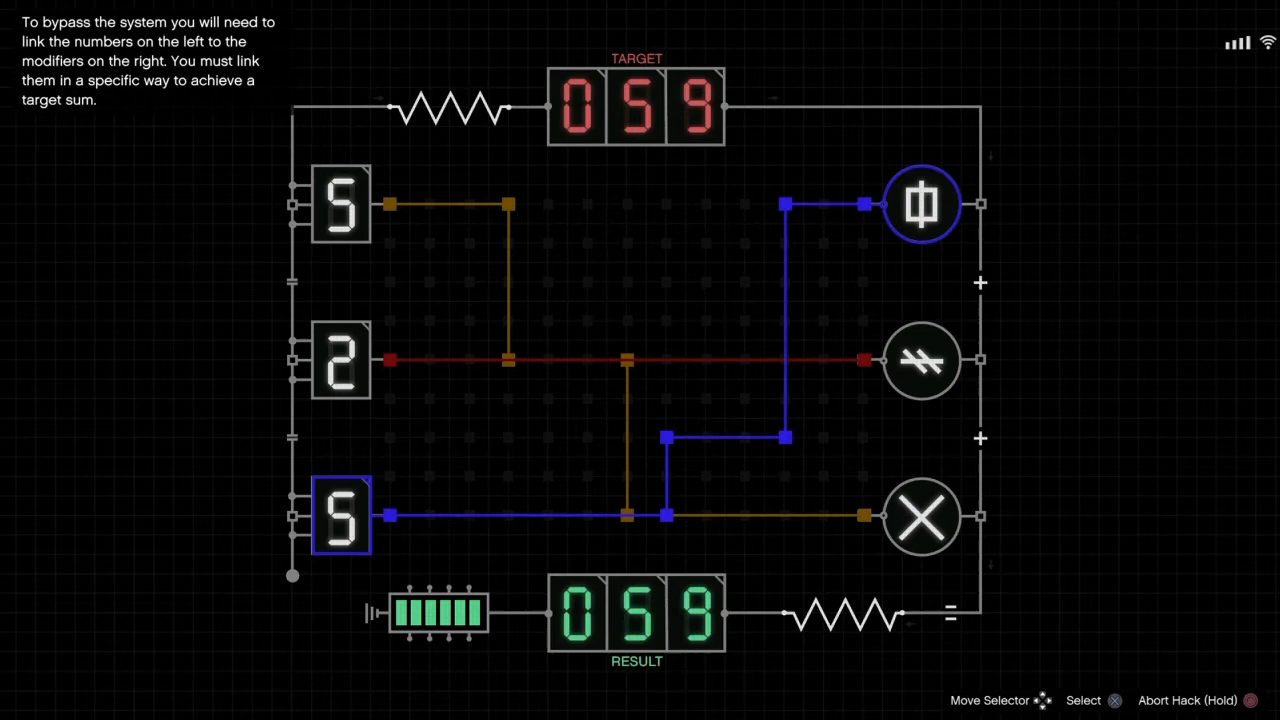 To bypass the system you will need to
link the numbers on the left to the
modifiers on the right. You must link
them in a specific way to achieve a
target sum.
TARGET
059
5
2
5
+
+
=
059
RESULT
Move Selector
Select
Abort Hack (Hold)